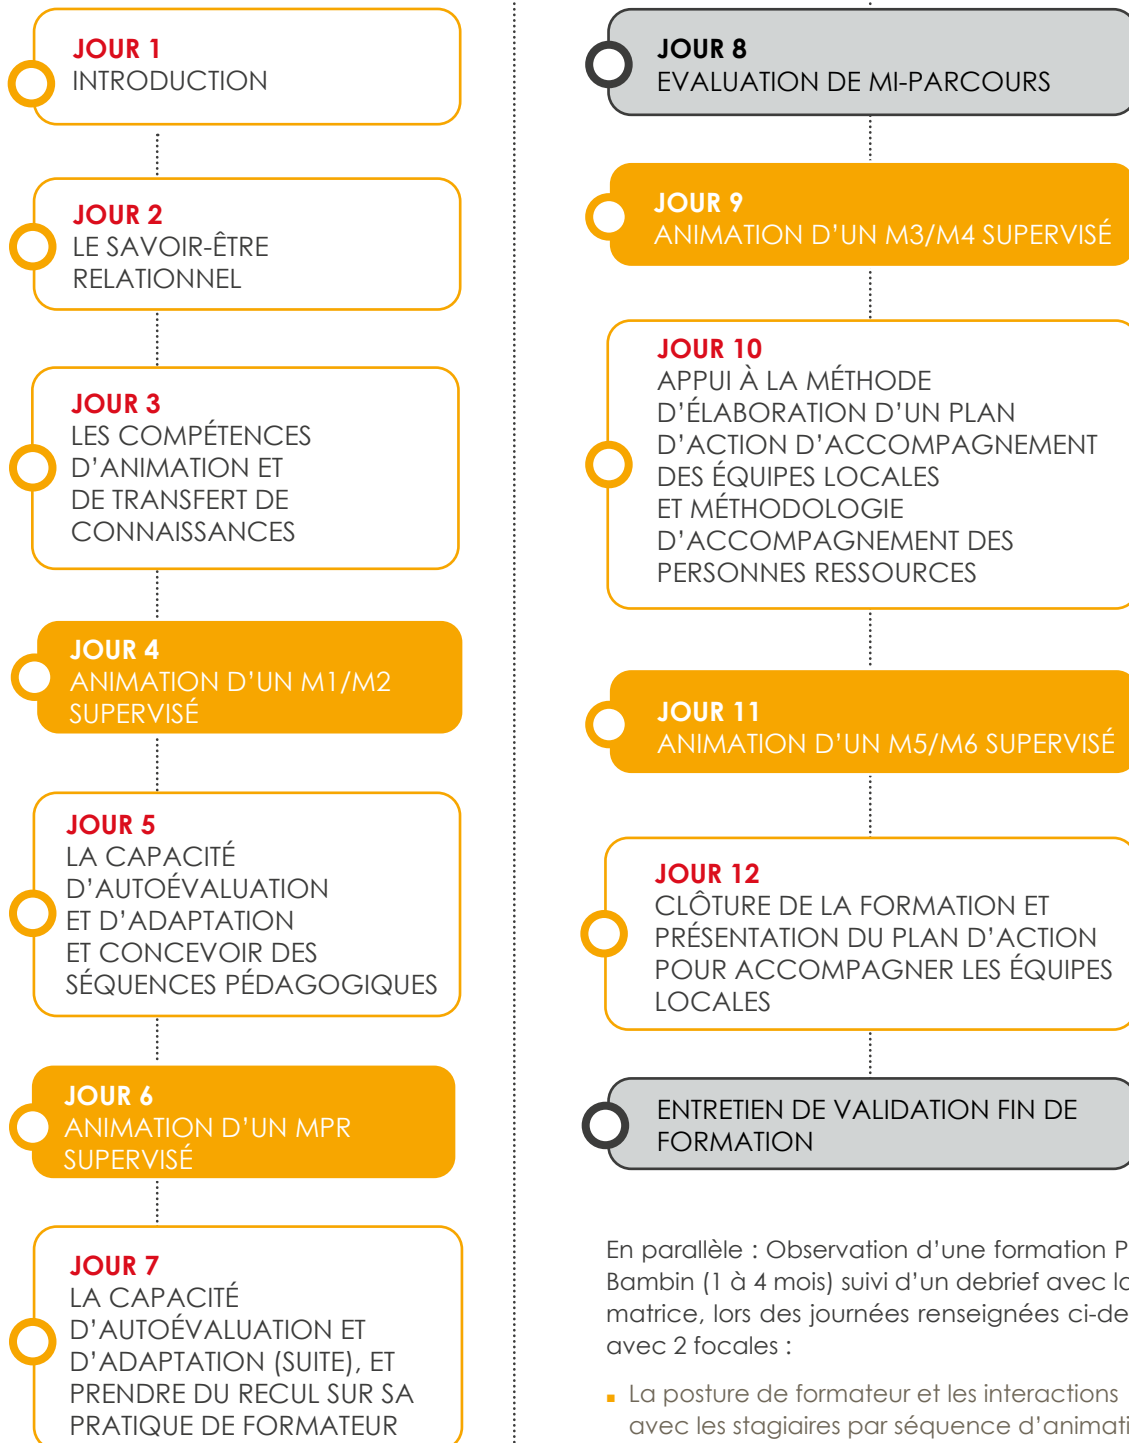 JOUR 1
INTRODUCTION
JOUR 2
LE SAVOIR-ÊTRE
RELATIONNEL
JOUR 3
LES COMPÉTENCES
D’ANIMATION ET
DE TRANSFERT DE
CONNAISSANCES
JOUR 4
ANIMATION D’UN M1/M2
SUPERVISÉ
JOUR 5
LA CAPACITÉ
D’AUTOÉVALUATION
ET D’ADAPTATION
ET CONCEVOIR DES
SÉQUENCES PÉDAGOGIQUES
JOUR 6
ANIMATION D’UN MPR
SUPERVISÉ
JOUR 7
LA CAPACITÉ
D’AUTOÉVALUATION ET
D’ADAPTATION (SUITE), ET
PRENDRE DU RECUL SUR SA
PRATIQUE DE FORMATEUR
JOUR 8
EVALUATION DE MI-PARCOURS
JOUR 9
ANIMATION D’UN M3/M4 SUPERVISÉ
JOUR 10
APPUI À LA MÉTHODE
D’ÉLABORATION D’UN PLAN
D’ACTION D’ACCOMPAGNEMENT
DES ÉQUIPES LOCALES
ET MÉTHODOLOGIE
D’ACCOMPAGNEMENT DES
PERSONNES RESSOURCES
JOUR 11
ANIMATION D’UN M5/M6 SUPERVISÉ
JOUR 12
CLÔTURE DE LA FORMATION ET
PRÉSENTATION DU PLAN D’ACTION
POUR ACCOMPAGNER LES ÉQUIPES
LOCALES
ENTRETIEN DE VALIDATION FIN DE
FORMATION
En parallèle : Observation d’une formation
Bambin (1 à 4 mois) suivi d’un debrief avec
matrice, lors des journées renseignées
avec 2 focales :
La posture de formateur et les interactions
avec les stagiaires par séquence